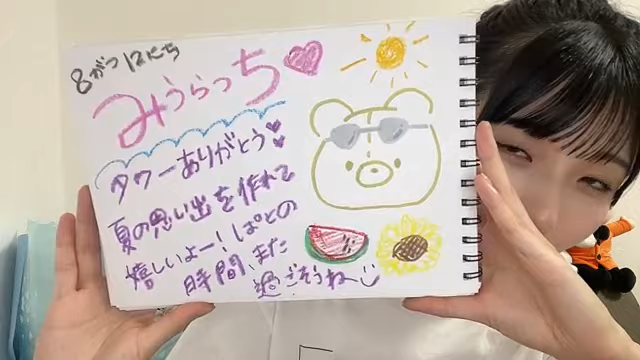 8がつ12にち
みうらっち
タワーありがとう
夏の思い出を作れて
嬉しいよー！ぱとの
時間、また
過ごそうねーじ